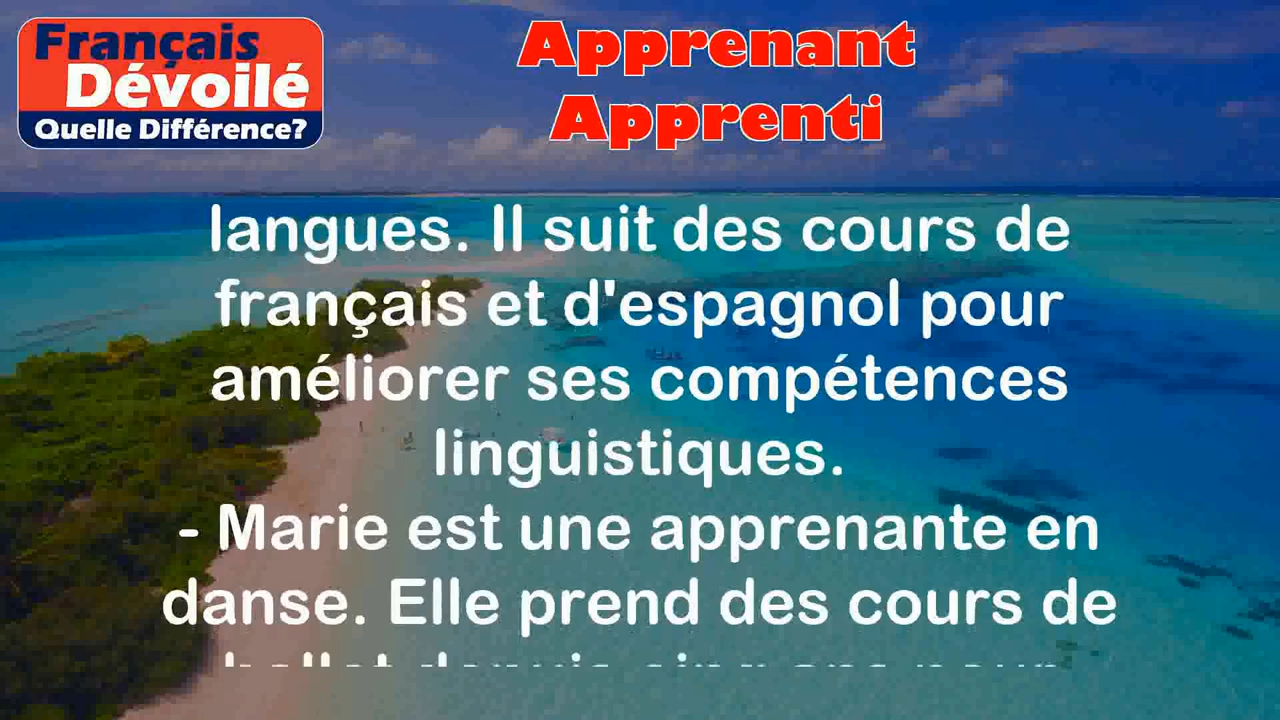 Français
Dévoilé
Quelle Différence?
Apprenant
Apprenti
langues. Il suit des cours de
français et d'espagnol pour
améliorer ses compétences
linguistiques.
- Marie est une apprenante en
danse. Elle prend des cours de